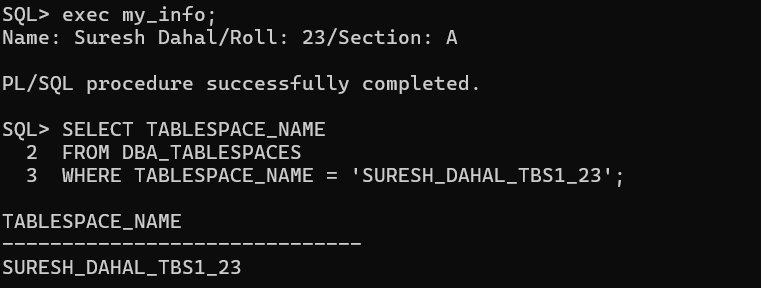 SQL> exec my_info;
Name: Suresh Dahal/Roll: 23/Section: A
PL/SQL procedure successfully completed.
SQL> SELECT TABLESPACE_NAME
  2  FROM DBA_TABLESPACES
  3  WHERE TABLESPACE_NAME = 'SURESH_DAHAL_TBS1_23';
TABLESPACE_NAME
------------------------------
SURESH_DAHAL_TBS1_23